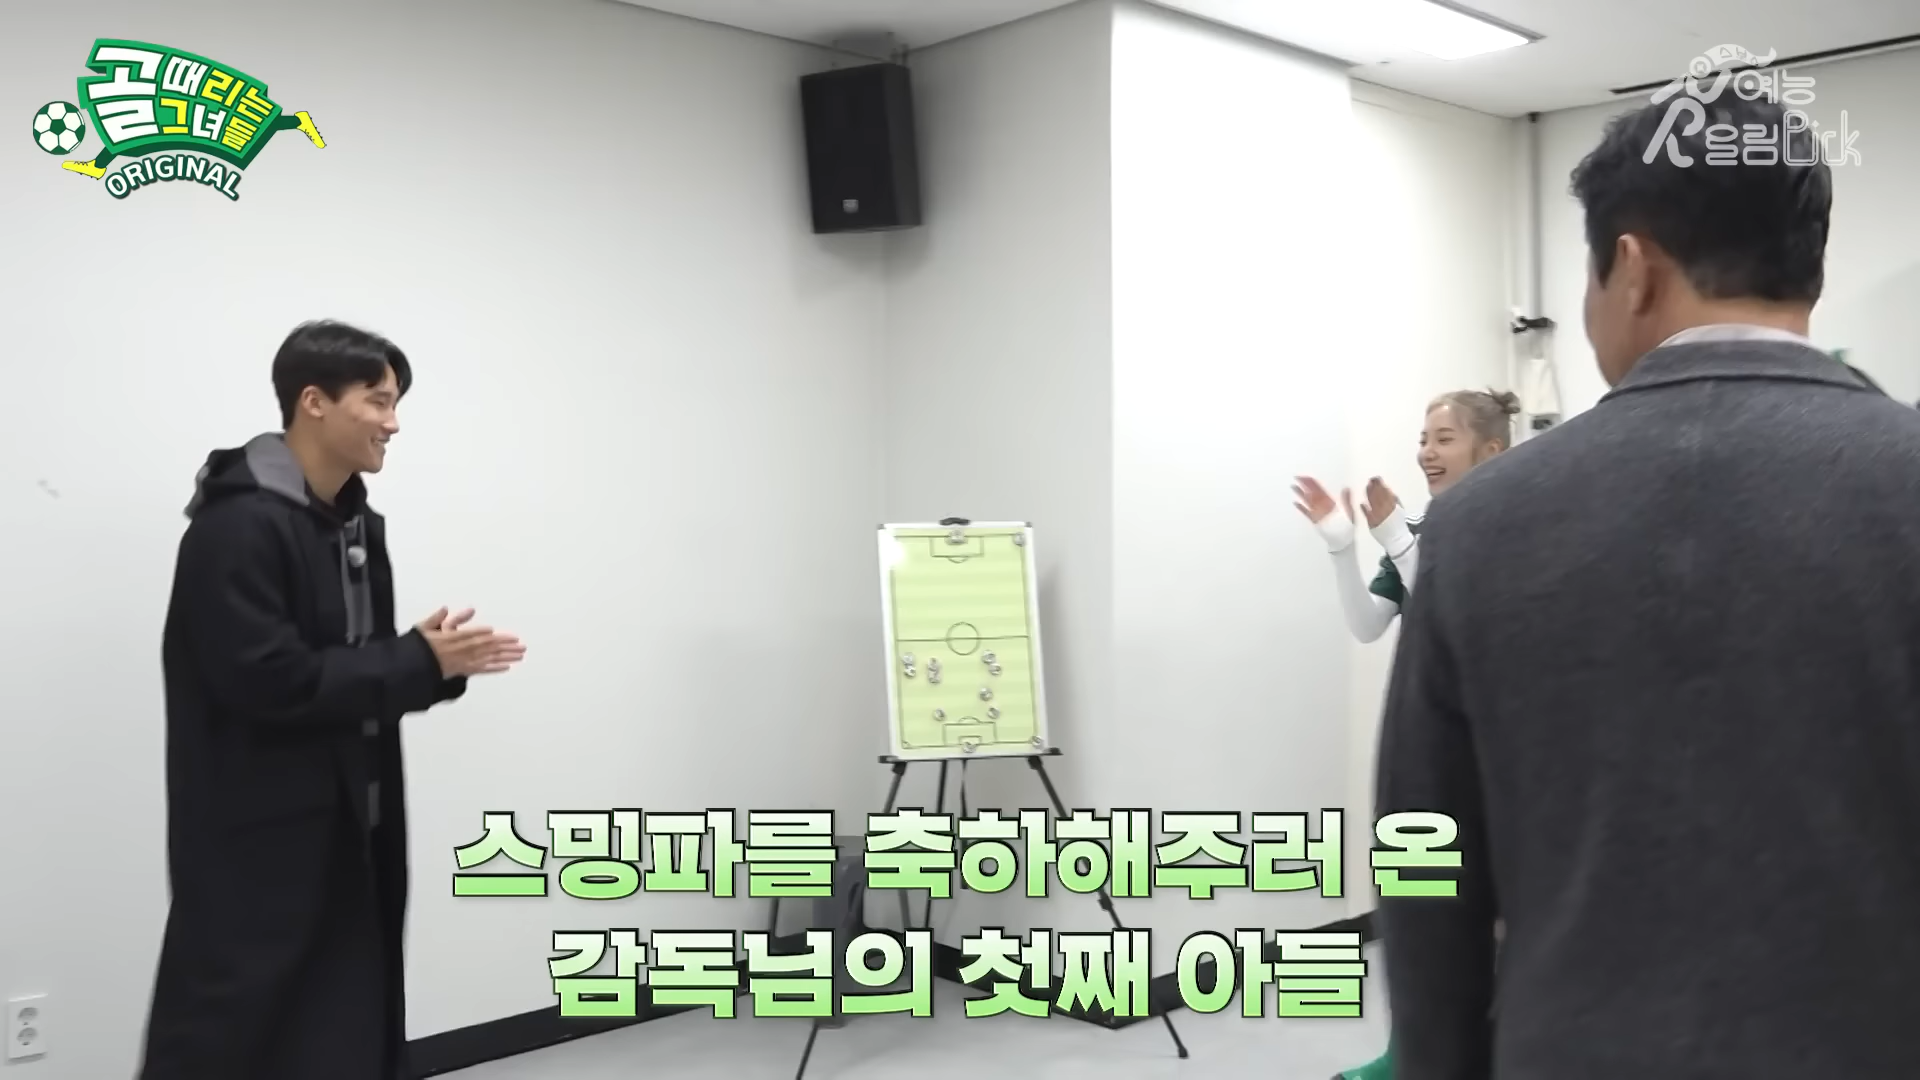 골때리는
그녀들
ORIGINAL
예능
올림Pick
스밍파를 축하해주러 온
감독님의 첫째 아들